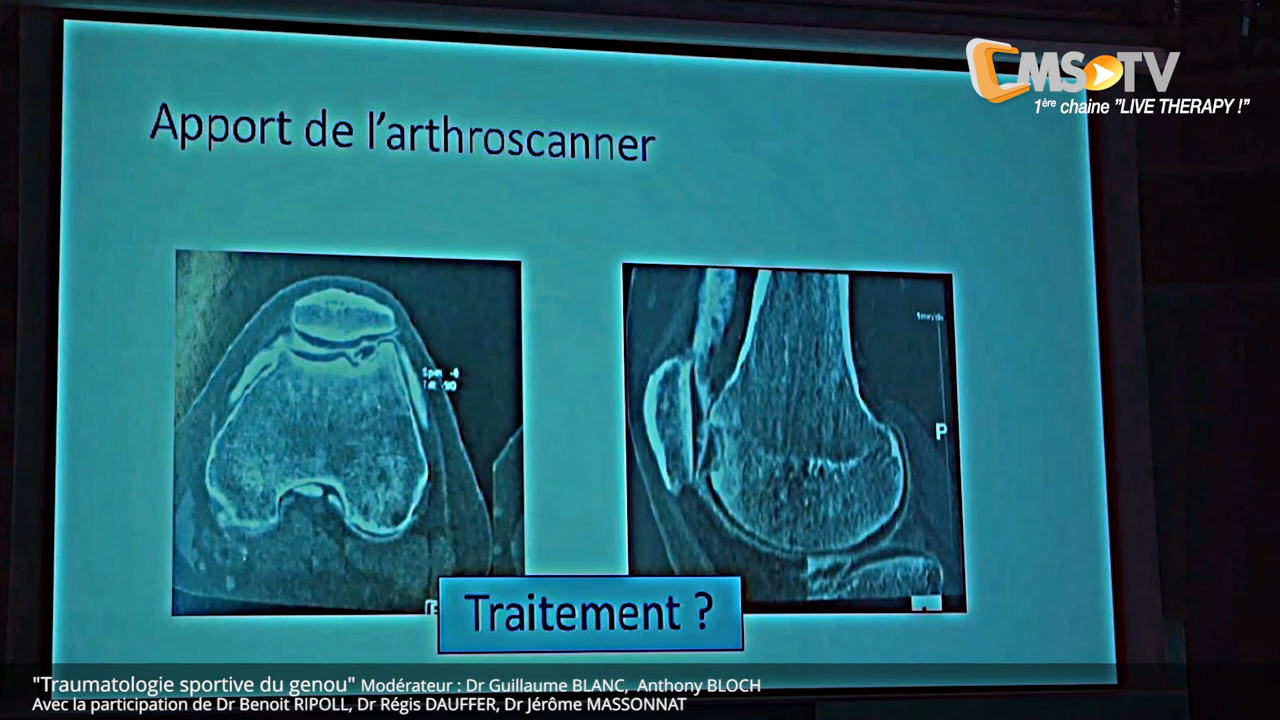 CMS TV
1ère chaine "LIVE THERAPY !"
Apport de l'arthroscanner
P
Traitement ?
"Traumatologie sportive du genou" Modérateur : Dr Guillaume BLANC, Anthony BLOCH
Avec la participation de Dr Benoit RIPOLL, Dr Régis DAUFFER, Dr Jérôme MASSONNAT